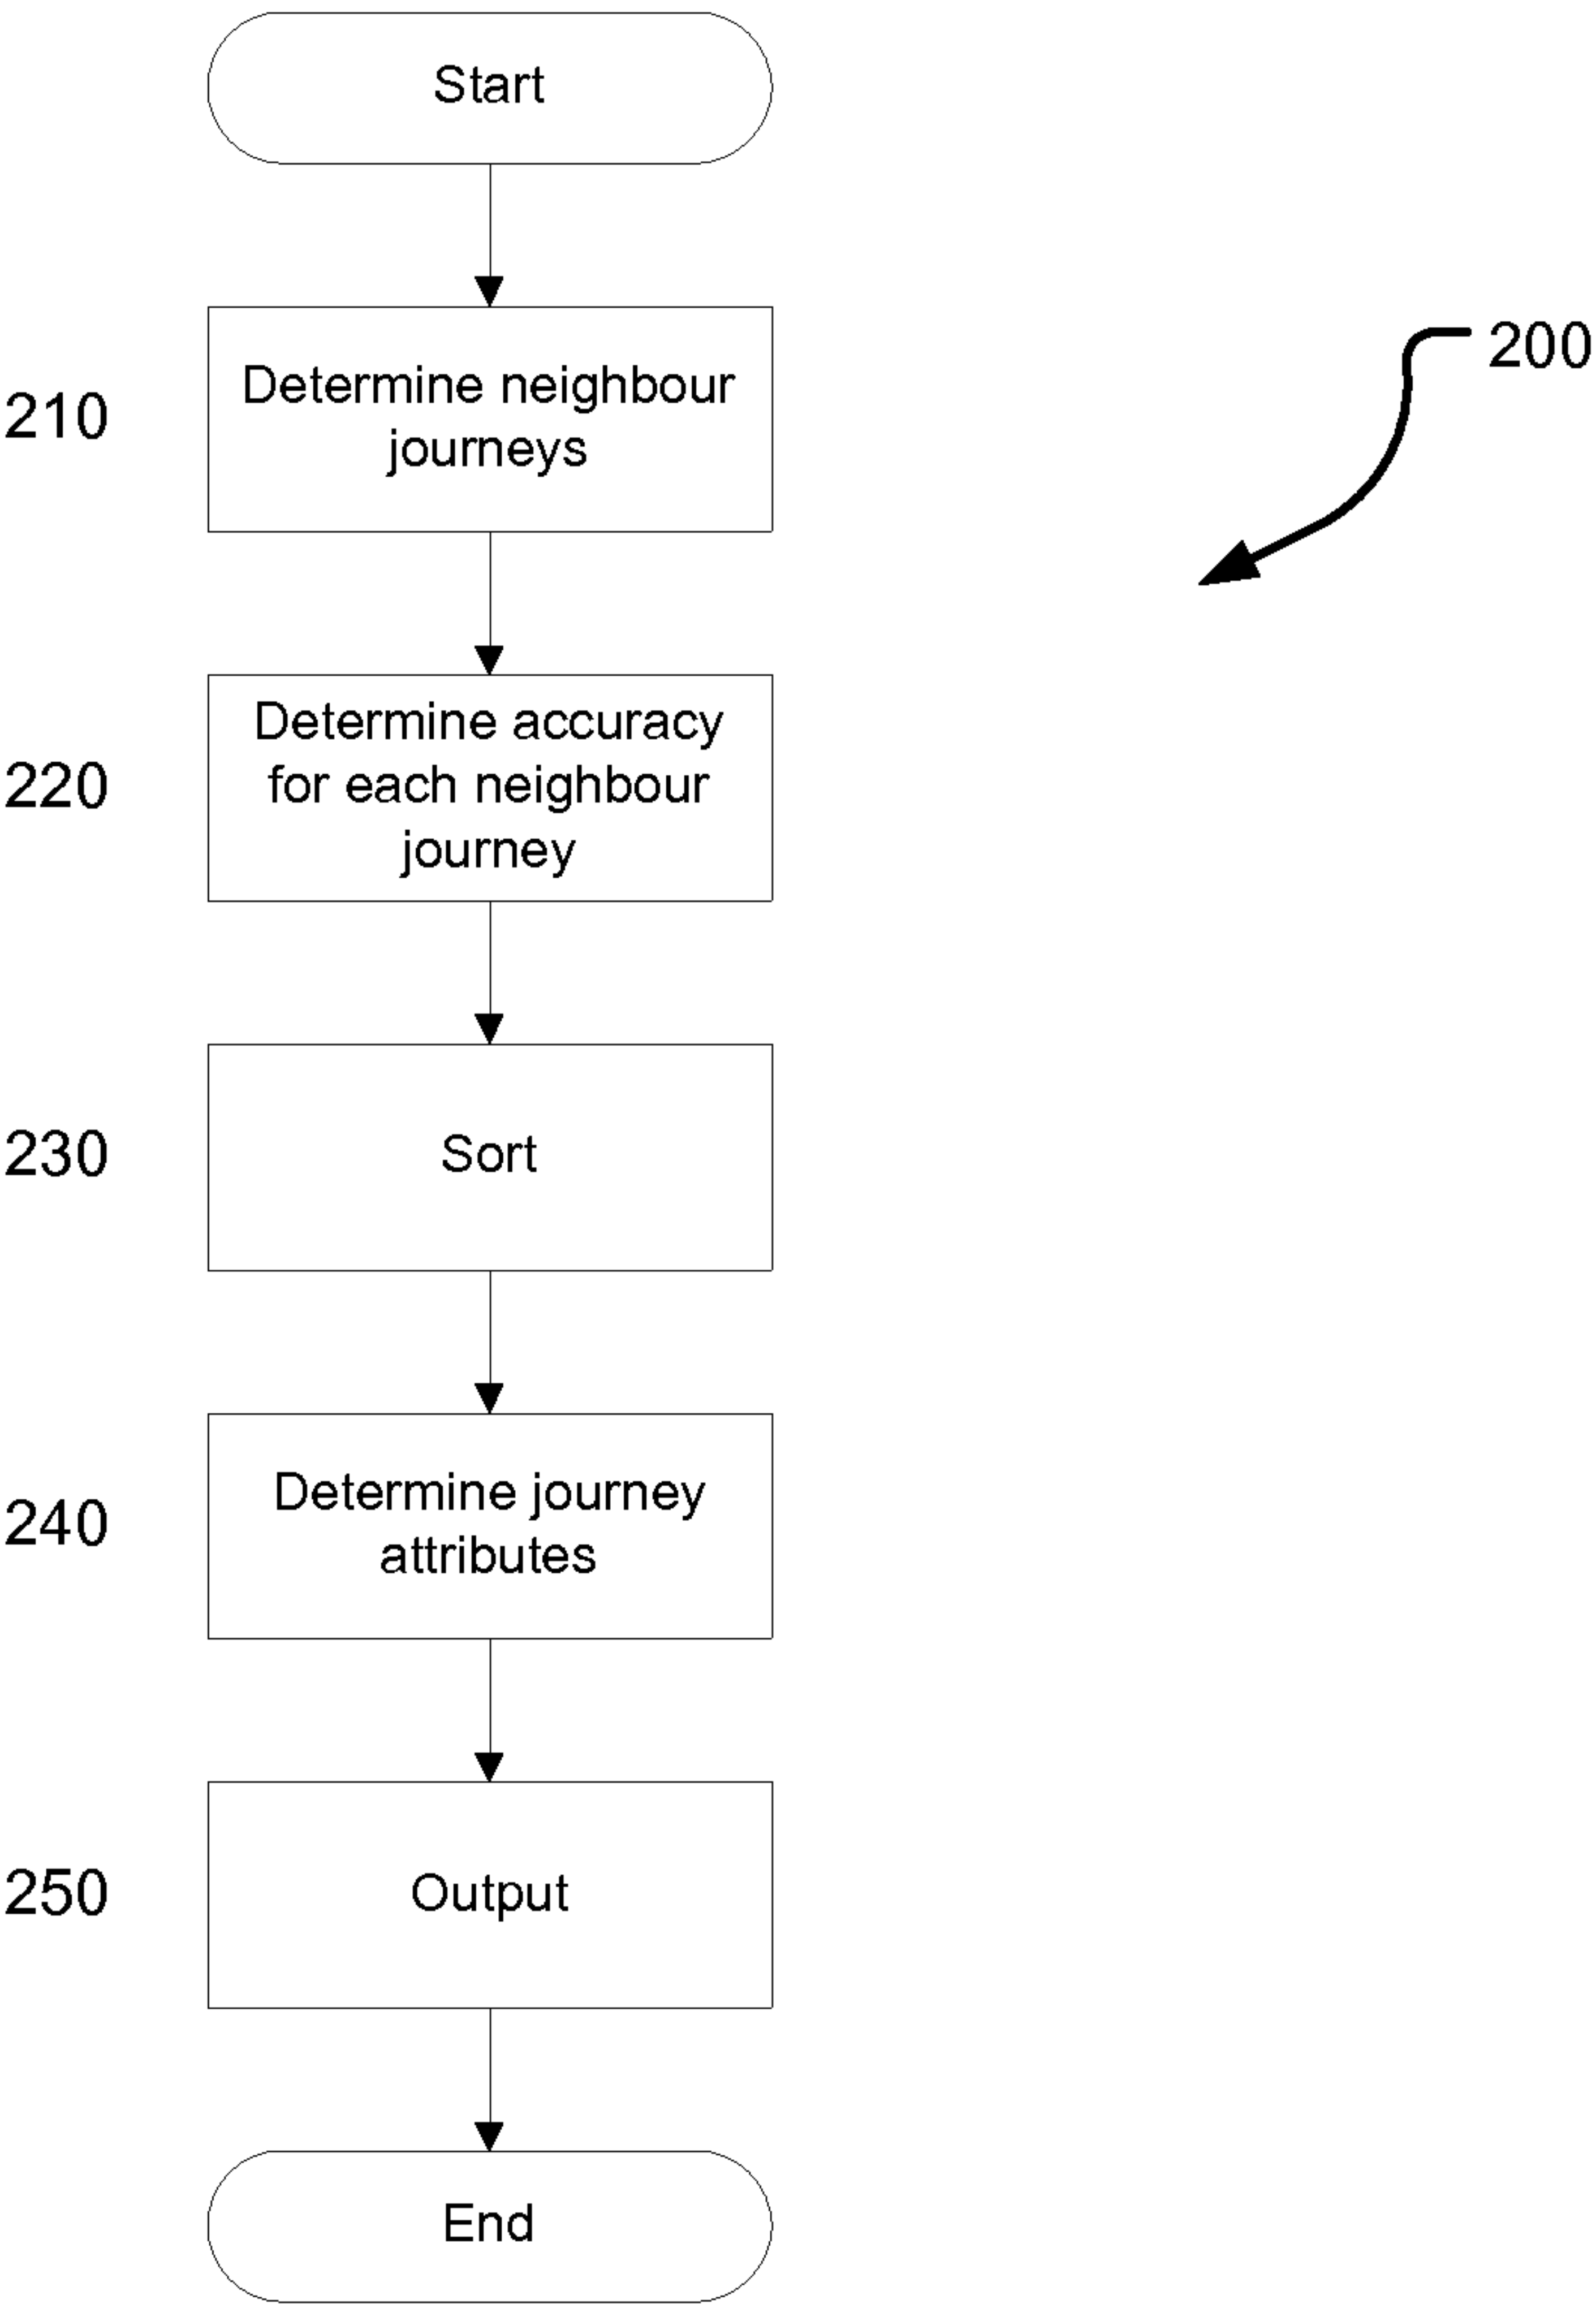 Start
200
210
Determine neighbour
journeys
220
Determine accuracy
for each neighbour
journey
230
Sort
240
Determine journey
attributes
250
Output
End